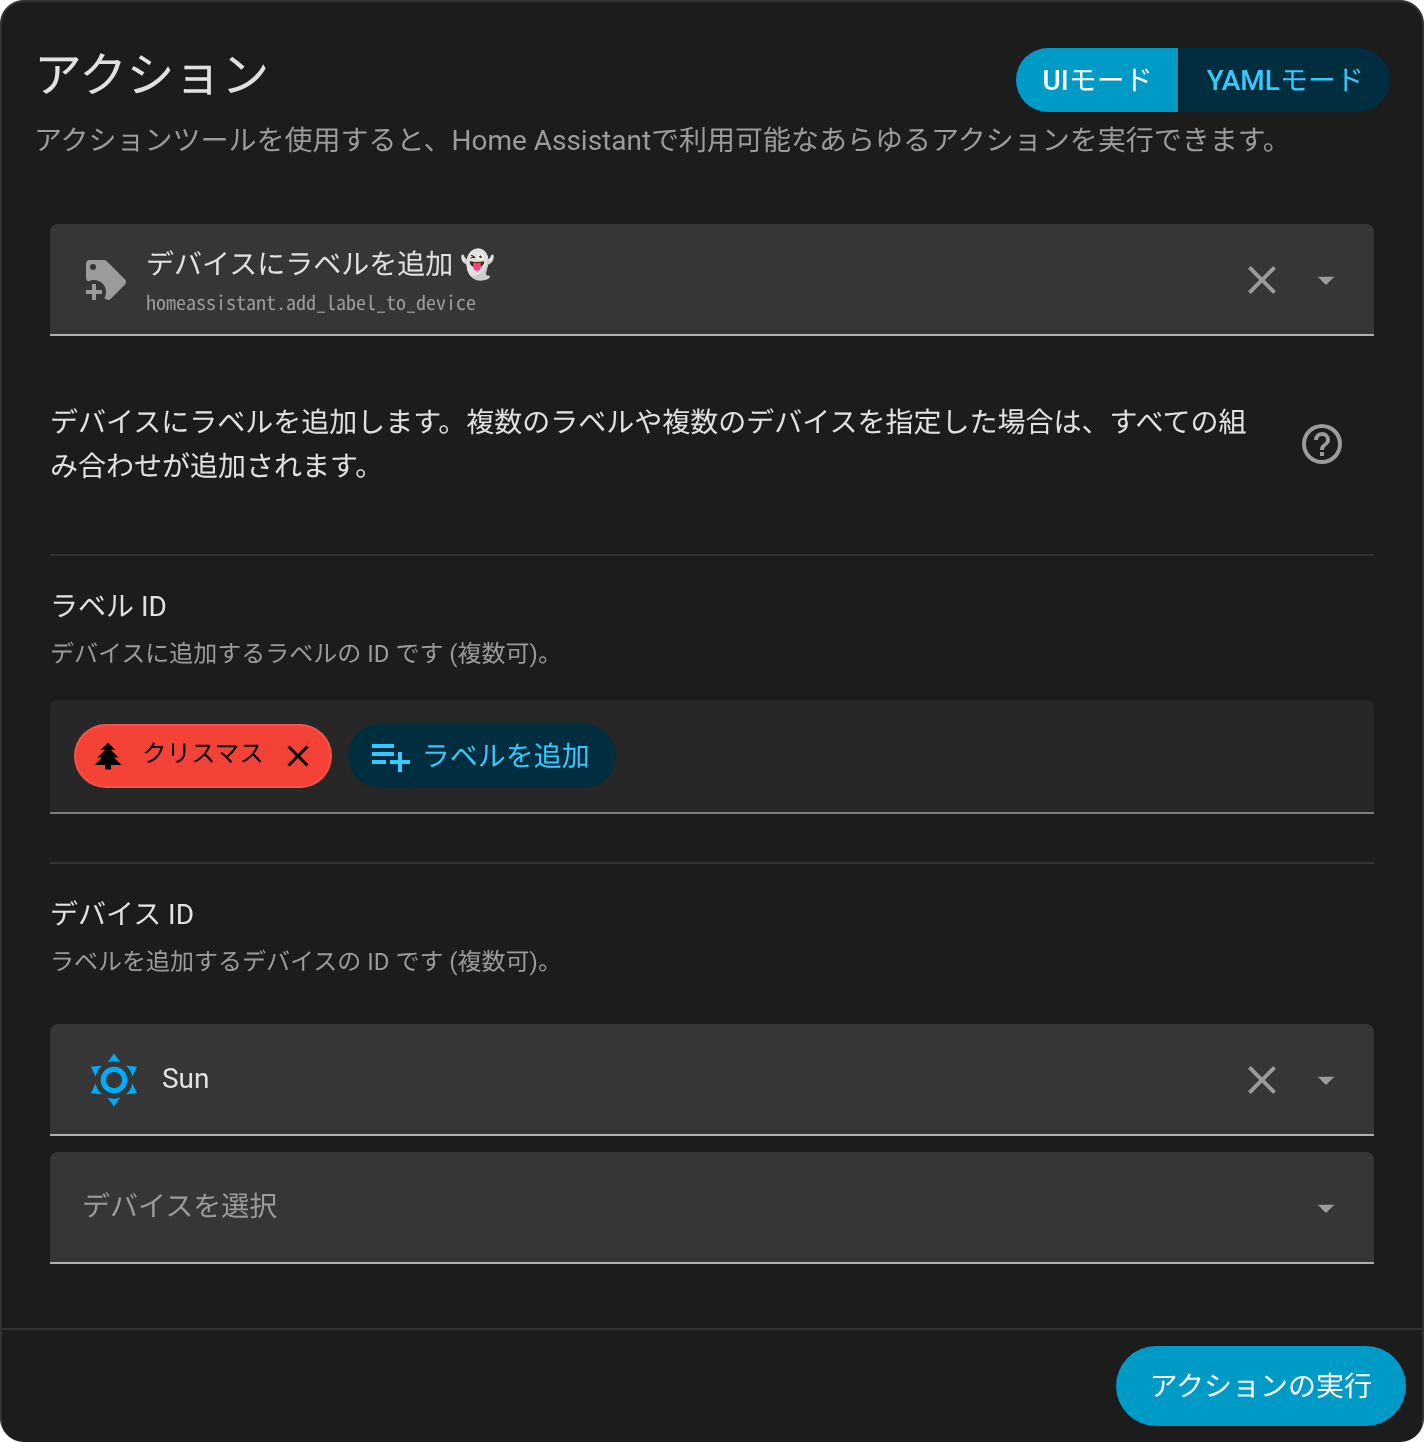 アクション
UIモード
YAMLモード
アクションツールを使用すると、Home Assistantで利用可能なあらゆるアクションを実行できます。
デバイスにラベルを追加 👻
homeassistant.add_label_to_device
デバイスにラベルを追加します。複数のラベルや複数のデバイスを指定した場合は、すべての組
み合わせが追加されます。
ラベル ID
デバイスに追加するラベルの ID です (複数可)。
クリスマス
ラベルを追加
デバイス ID
ラベルを追加するデバイスの ID です (複数可)。
Sun
デバイスを選択
アクションの実行